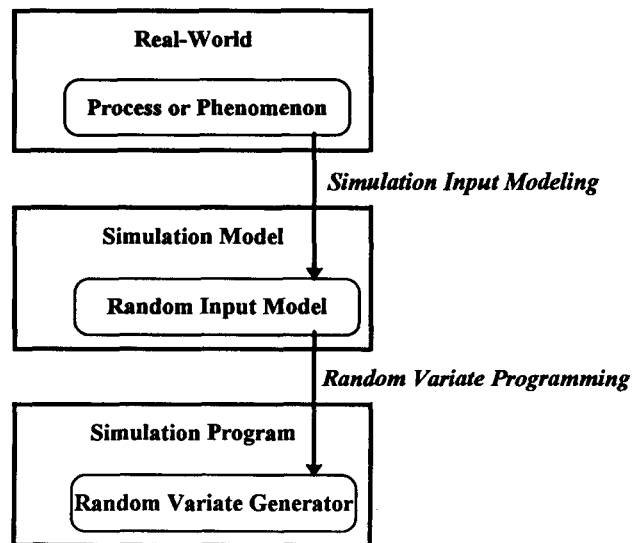 Real-World
Process or Phenomenon
Simulation Input Modeling
Simulation Model
Random Input Model
Random Variate Programming
Simulation Program
Random Variate Generator